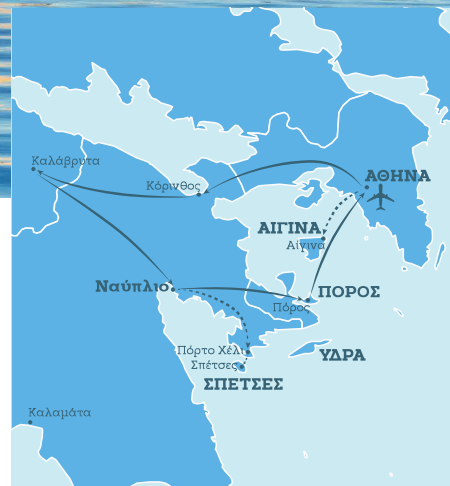 Καλάβρυτα
ΑΘΗΝΑ
Κόρινθος
ΑΙΓΙΝΑ
Αίγινα
Ναύπλιο
ΠΟΡΟΣ
Πόρος
Πόρτο Χέλι
ΥΔΡΑ
Σπέτσες
ΣΠΕΤΣΕΣ
Καλαμάτα